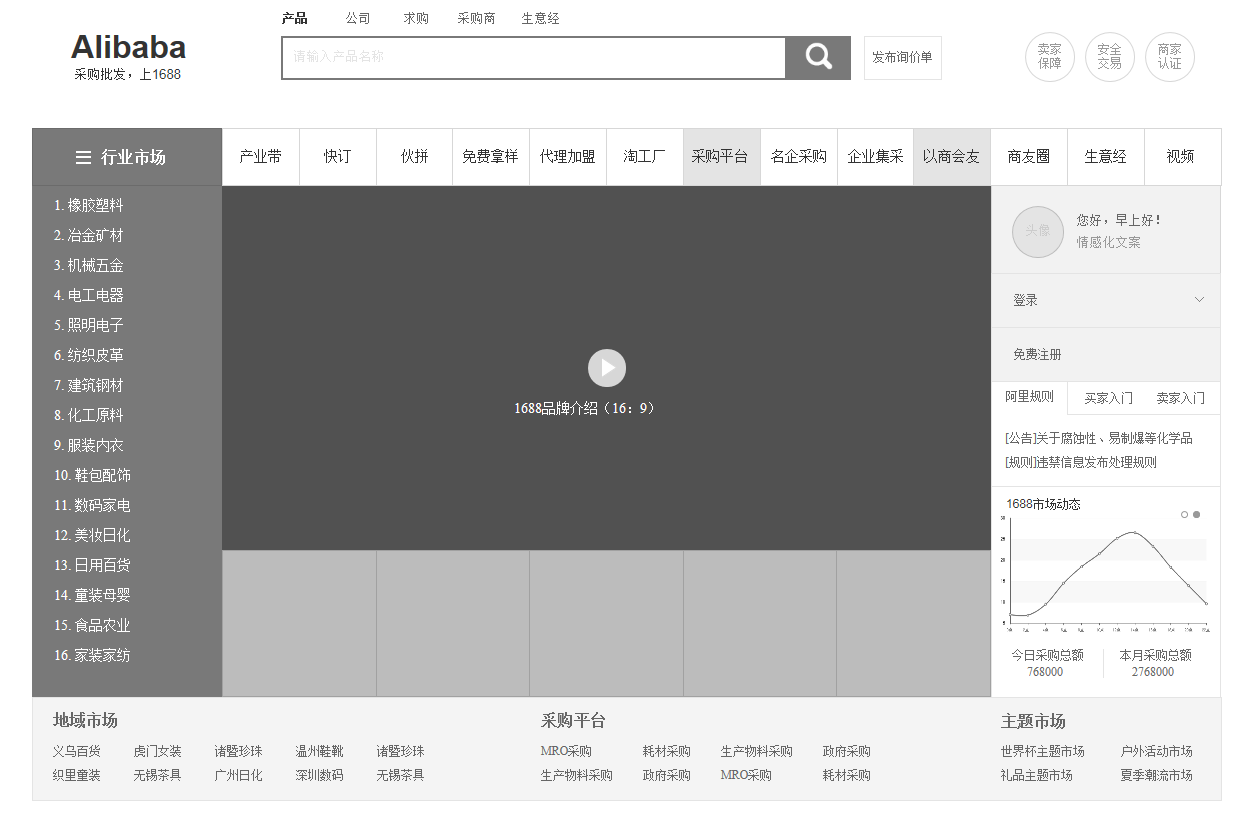 产品 公司 求购 采购商 生意经
Alibaba
采购批发，上1688
请输入产品名称
发布询价单
卖家保障
安全交易
商家认证
行业市场
产业带 快订 伙拼 免费拿样 代理加盟 淘工厂 采购平台 名企采购 企业集采 以商会友 商友圈 生意经 视频
1. 橡胶塑料
2. 冶金矿材
3. 机械五金
4. 电工电器
5. 照明电子
6. 纺织皮革
7. 建筑钢材
8. 化工原料
9. 服装内衣
10. 鞋包配饰
11. 数码家电
12. 美妆日化
13. 日用百货
14. 童装母婴
15. 食品农业
16. 家装家纺
1688品牌介绍（16：9）
头像
您好，早上好！
情感化文案
登录
免费注册
阿里规则 买家入门 卖家入门
[公告]关于腐蚀性、易制爆等化学品
[规则]违禁信息发布处理规则
1688市场动态
今日采购总额
768000
本月采购总额
2768000
地域市场
义乌百货 虎门女装 诸暨珍珠 温州鞋靴 诸暨珍珠
织里童装 无锡茶具 广州日化 深圳数码 无锡茶具
采购平台
MRO采购 耗材采购 生产物料采购 政府采购
生产物料采购 政府采购 MRO采购 耗材采购
主题市场
世界杯主题市场 户外活动市场
礼品主题市场 夏季潮流市场